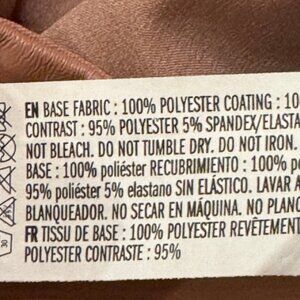 EN BASE FABRIC : 100% POLYESTER COATING : 10
CONTRAST : 95% POLYESTER 5% SPANDEX/ELASTA
NOT BLEACH. DO NOT TUMBLE DRY. DO NOT IRON.
BASE : 100% poliéster RECUBRIMIENTO : 100% po
95% poliéster 5% elastano SIN ELÁSTICO. LAVAR A
BLANQUEADOR. NO SECAR EN MÁQUINA. NO PLANC
FR TISSU DE BASE : 100% POLYESTER REVÊTEMENT
POLYESTER CONTRASTE : 95%
30